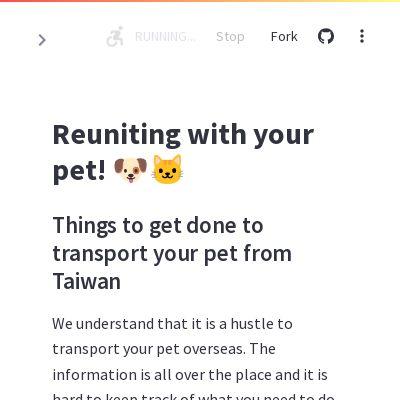 RUNNING... Stop Fork
Reuniting with your
pet! 🐶🐱
Things to get done to
transport your pet from
Taiwan
We understand that it is a hustle to
transport your pet overseas. The
information is all over the place and it is
hard to keep track of what you need to do